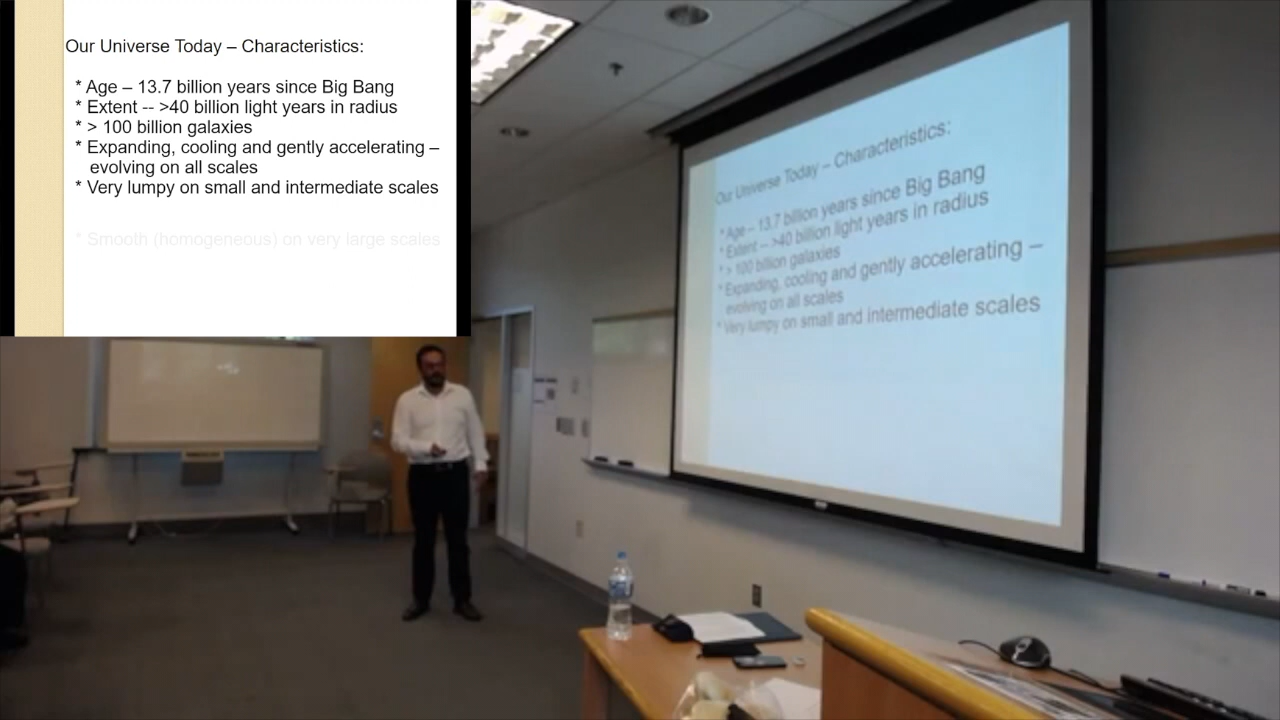 Our Universe Today – Characteristics:
* Age – 13.7 billion years since Big Bang
* Extent -- >40 billion light years in radius
* > 100 billion galaxies
* Expanding, cooling and gently accelerating –
evolving on all scales
* Very lumpy on small and intermediate scales
* Smooth (homogeneous) on very large scales
Our Universe Today – Characteristics:
* Age – 13.7 billion years since Big Bang
* Extent -- >40 billion light years in radius
* > 100 billion galaxies
* Expanding, cooling and gently accelerating –
evolving on all scales
* Very lumpy on small and intermediate scales